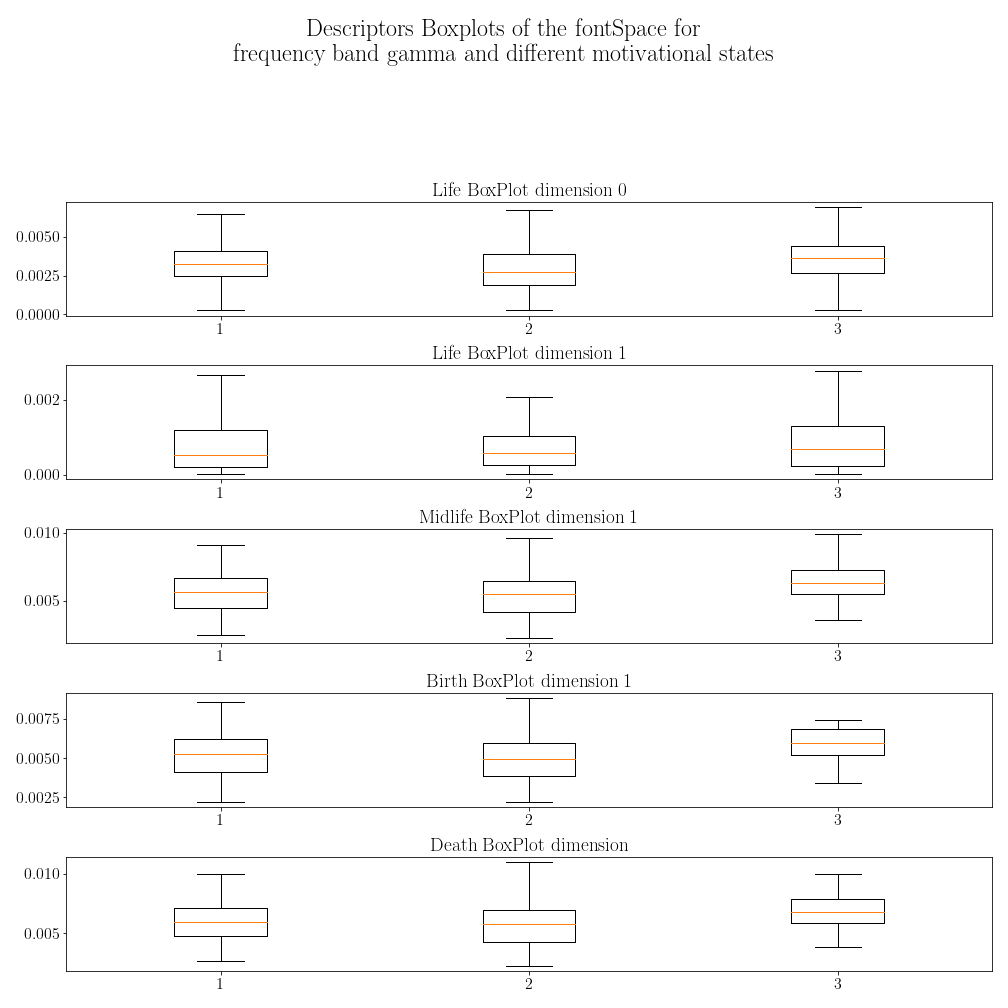 Descriptors Boxplots of the fontSpace for
frequency band gamma and different motivational states
Life BoxPlot dimension 0
0.0050
0.0025
0.0000
1 2 3
Life BoxPlot dimension 1
0.002
0.000
1 2 3
Midlife BoxPlot dimension 1
0.010
0.005
1 2 3
Birth BoxPlot dimension 1
0.0075
0.0050
0.0025
1 2 3
Death BoxPlot dimension
0.010
0.005
1 2 3